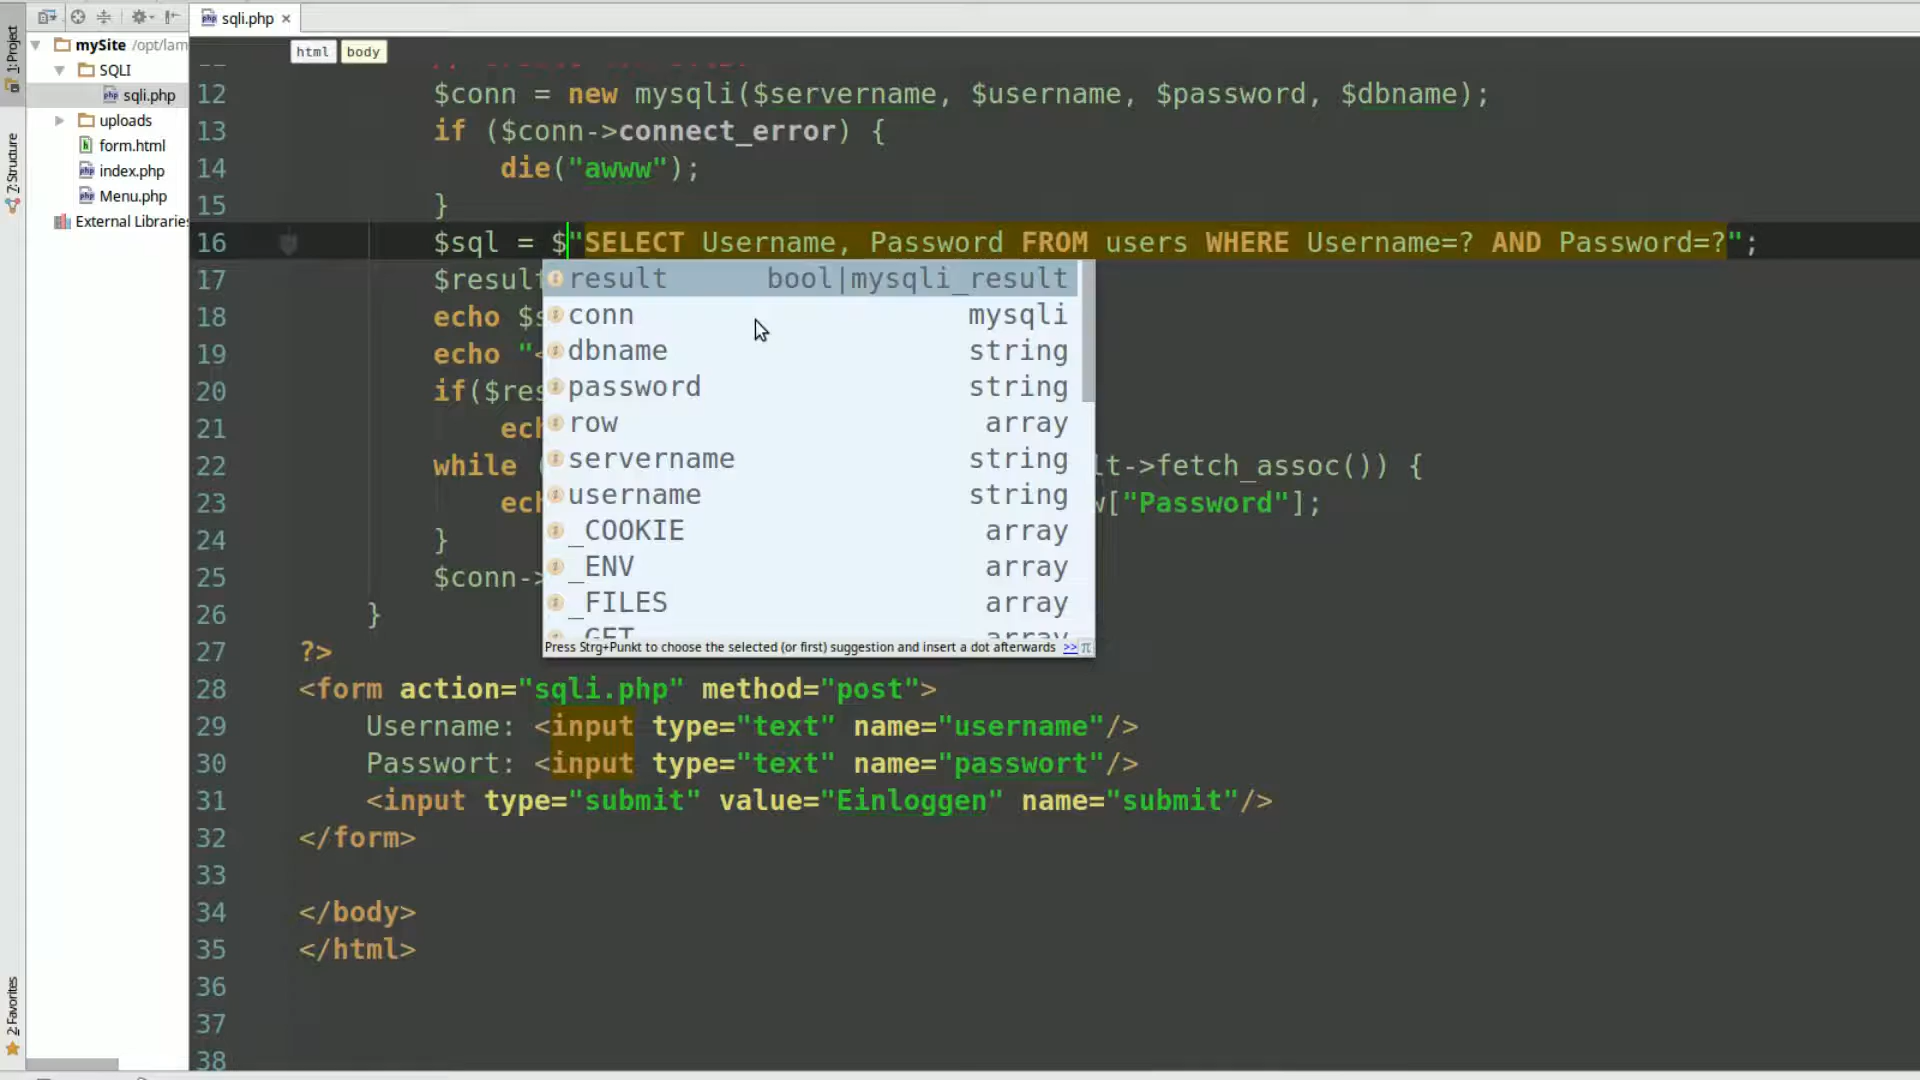 sqli.php
1: Project
mySite /opt/lam
SQLI
sqli.php
uploads
form.html
index.php
Menu.php
External Libraries
7: Structure
2: Favorites
html body
12 $conn = new mysqli($servername, $username, $password, $dbname);
13 if ($conn->connect_error) {
14 die("awww");
15 }
16 $sql = $"SELECT Username, Password FROM users WHERE Username=? AND Password=?";
17 $result
18 echo $s
19 echo "<
20 if($res
21 ech
22 while ( lt->fetch_assoc()) {
23 ech w["Password"];
24 }
25 $conn->
26 }
27 ?>
28 <form action="sqli.php" method="post">
29 Username: <input type="text" name="username"/>
30 Passwort: <input type="text" name="passwort"/>
31 <input type="submit" value="Einloggen" name="submit"/>
32 </form>
33
34 </body>
35 </html>
36
37
38
result bool|mysqli_result
conn mysqli
dbname string
password string
row array
servername string
username string
_COOKIE array
_ENV array
_FILES array
_GET array
Press Strg+Punkt to choose the selected (or first) suggestion and insert a dot afterwards >> π